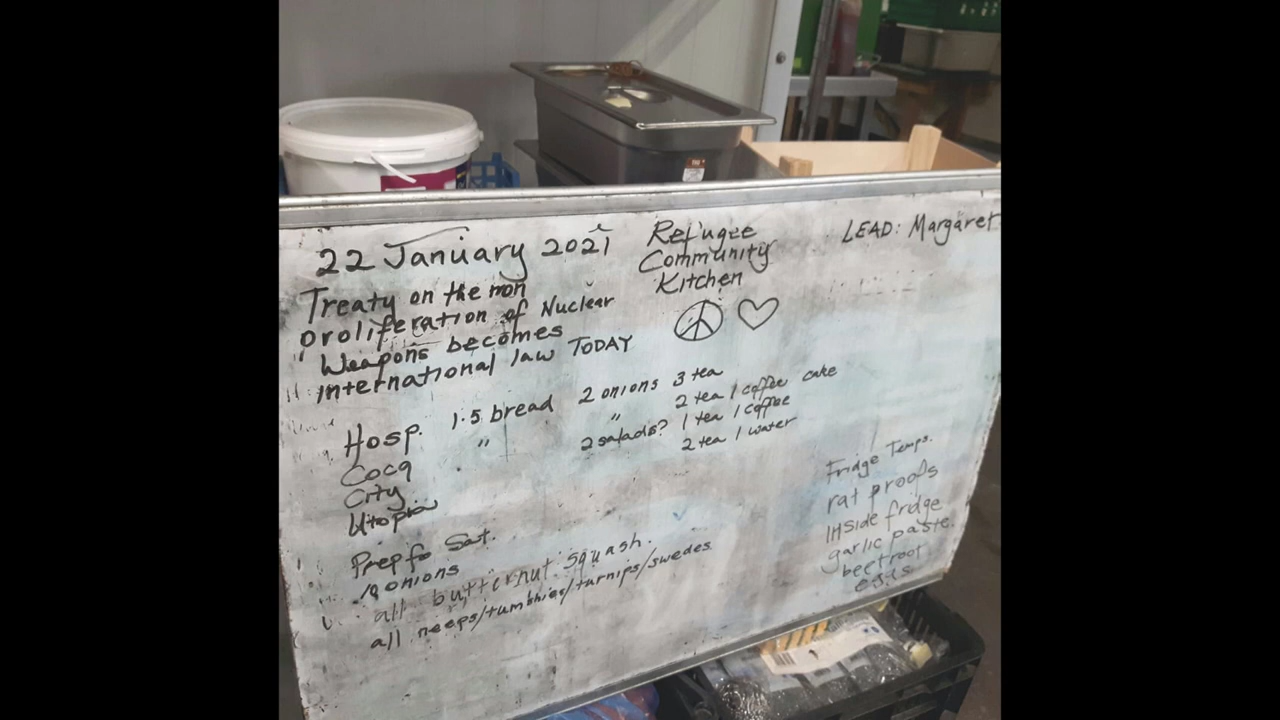 22 January 2021
Treaty on the non
proliferation of Nuclear
Weapons becomes
international law TODAY
Refugee
Community
Kitchen
LEAD: Margaret
Hosp. 1.5 bread 2 onions 3 tea
Cocq " " 2 tea 1 coffee cake
City 2 salads? 1 tea 1 coffee
Utopia 2 tea 1 water
Prep fo Sat.
10 onions
all butternut squash.
all neeps/tumshies/turnips/swedes
Fridge Temps.
rat proofs
Inside fridge
garlic paste.
beetroot